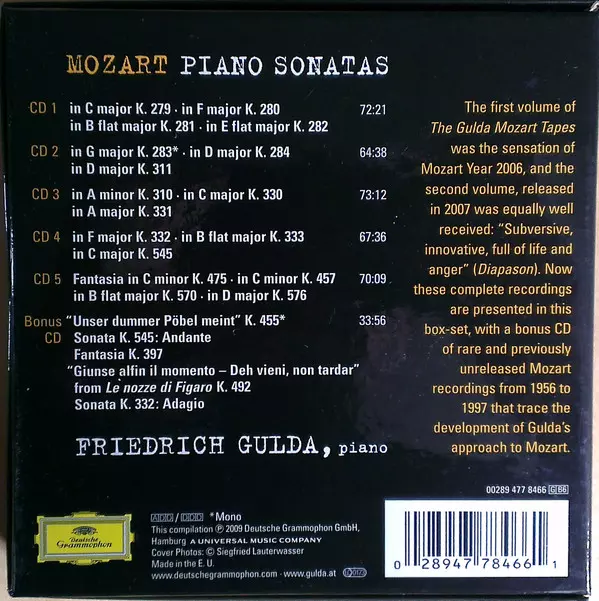 MOZART PIANO SONATAS
CD 1 in C major K. 279 · in F major K. 280 72:21
in B flat major K. 281 · in E flat major K. 282
CD 2 in G major K. 283* · in D major K. 284 64:38
in D major K. 311
CD 3 in A minor K. 310 · in C major K. 330 73:12
in A major K. 331
CD 4 in F major K. 332 · in B flat major K. 333 67:36
in C major K. 545
CD 5 Fantasia in C minor K. 475 · in C minor K. 457 70:09
in B flat major K. 570 · in D major K. 576
Bonus "Unser dummer Pöbel meint" K. 455* 33:56
CD Sonata K. 545: Andante
Fantasia K. 397
"Giunse alfin il momento – Deh vieni, non tardar"
from Le nozze di Figaro K. 492
Sonata K. 332: Adagio
FRIEDRICH GULDA, piano
The first volume of
The Gulda Mozart Tapes
was the sensation of
Mozart Year 2006, and the
second volume, released
in 2007 was equally well
received: "Subversive,
innovative, full of life and
anger" (Diapason). Now
these complete recordings
are presented in this
box-set, with a bonus CD
of rare and previously
unreleased Mozart
recordings from 1956 to
1997 that trace the
development of Gulda's
approach to Mozart.
00289 477 8466 GB6
Deutsche
Grammophon
ADD / DDD *Mono
This compilation ℗ 2009 Deutsche Grammophon GmbH,
Hamburg A UNIVERSAL MUSIC COMPANY
Cover Photos: © Siegfried Lauterwasser
Made in the E. U.
www.deutschegrammophon.com · www.gulda.at
0 28947 78466 1